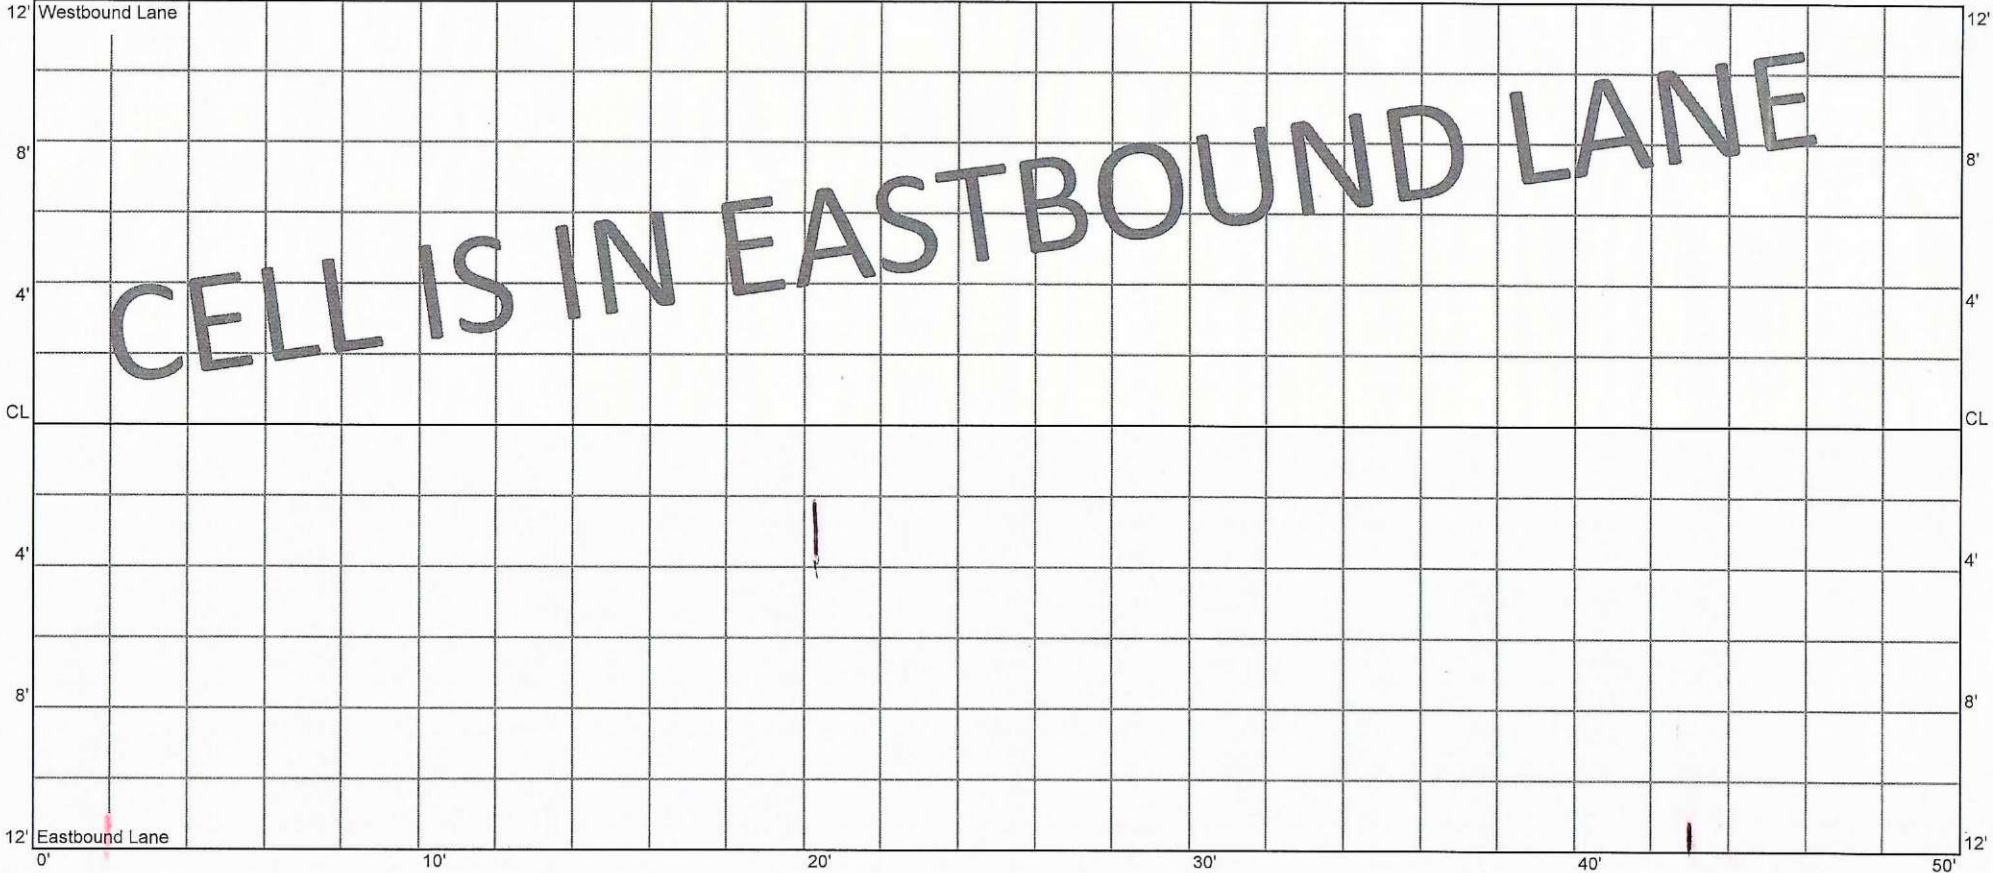 12' Westbound Lane 12'
CELL IS IN EASTBOUND LANE
8' 8'
4' 4'
CL CL
4' 4'
8' 8'
12' Eastbound Lane 12'
0' 10' 20' 30' 40' 50'